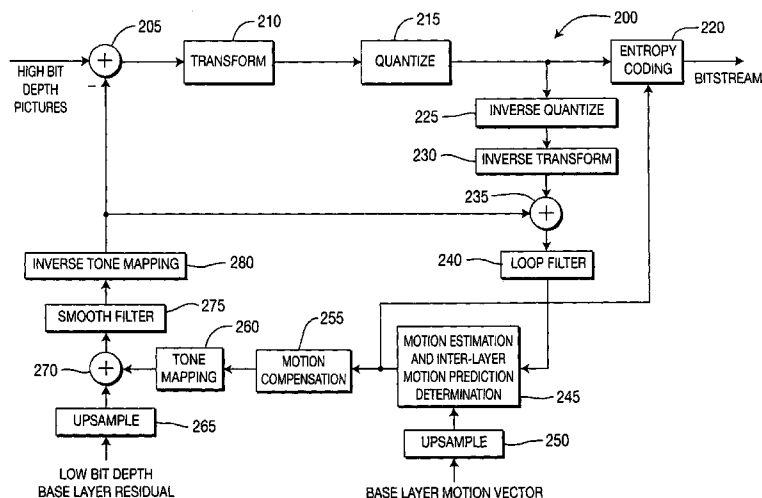 205
210
215
200
220
TRANSFORM
QUANTIZE
ENTROPY
CODING
HIGH BIT
DEPTH
PICTURES
+
−
BITSTREAM
INVERSE QUANTIZE
225
INVERSE TRANSFORM
230
235
+
LOOP FILTER
240
INVERSE TONE MAPPING
280
SMOOTH FILTER
275
260
255
+
270
TONE
MAPPING
MOTION
COMPENSATION
MOTION ESTIMATION
AND INTER-LAYER
MOTION PREDICTION
DETERMINATION
245
UPSAMPLE
265
UPSAMPLE
250
LOW BIT DEPTH
BASE LAYER RESIDUAL
BASE LAYER MOTION VECTOR